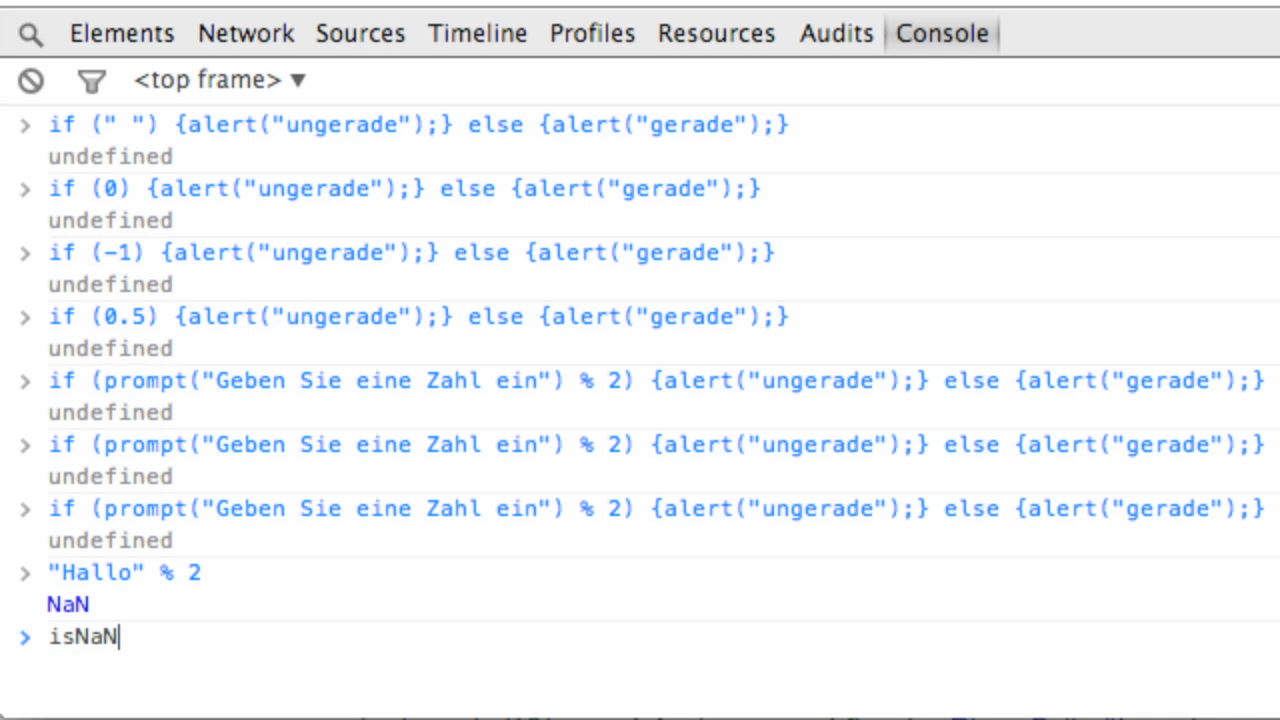 Elements Network Sources Timeline Profiles Resources Audits Console
<top frame> ▼
> if (" ") {alert("ungerade");} else {alert("gerade");}
undefined
> if (0) {alert("ungerade");} else {alert("gerade");}
undefined
> if (-1) {alert("ungerade");} else {alert("gerade");}
undefined
> if (0.5) {alert("ungerade");} else {alert("gerade");}
undefined
> if (prompt("Geben Sie eine Zahl ein") % 2) {alert("ungerade");} else {alert("gerade");}
undefined
> if (prompt("Geben Sie eine Zahl ein") % 2) {alert("ungerade");} else {alert("gerade");}
undefined
> if (prompt("Geben Sie eine Zahl ein") % 2) {alert("ungerade");} else {alert("gerade");}
undefined
> "Hallo" % 2
NaN
> isNaN